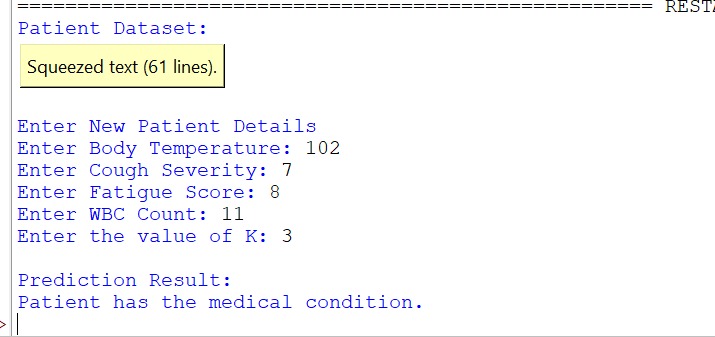 ==================================================== RESTA
Patient Dataset:
Squeezed text (61 lines).
Enter New Patient Details
Enter Body Temperature: 102
Enter Cough Severity: 7
Enter Fatigue Score: 8
Enter WBC Count: 11
Enter the value of K: 3
Prediction Result:
Patient has the medical condition.
>